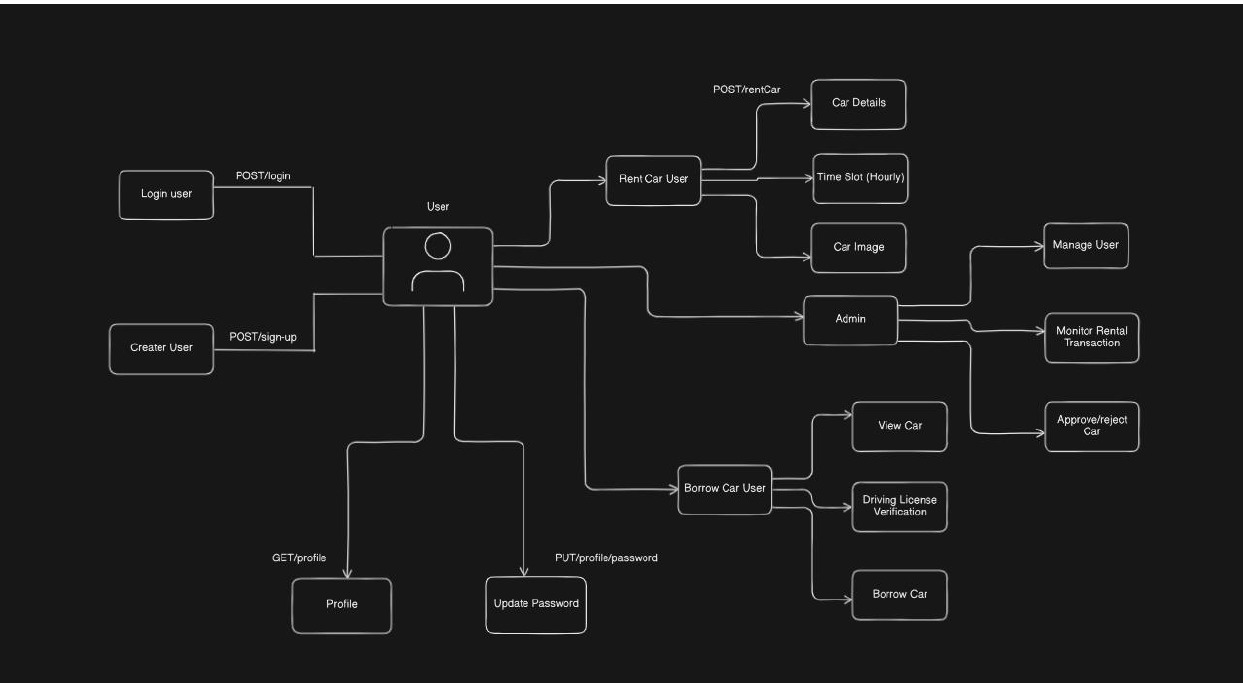 POST/rentCar
Car Details
Rent Car User
Time Slot (Hourly)
Car Image
POST/login
Login user
User
Creater User
POST/sign-up
Admin
Manage User
Monitor Rental
Transaction
Approve/reject
Car
Borrow Car User
View Car
Driving License
Verification
Borrow Car
GET/profile
Profile
PUT/profile/password
Update Password